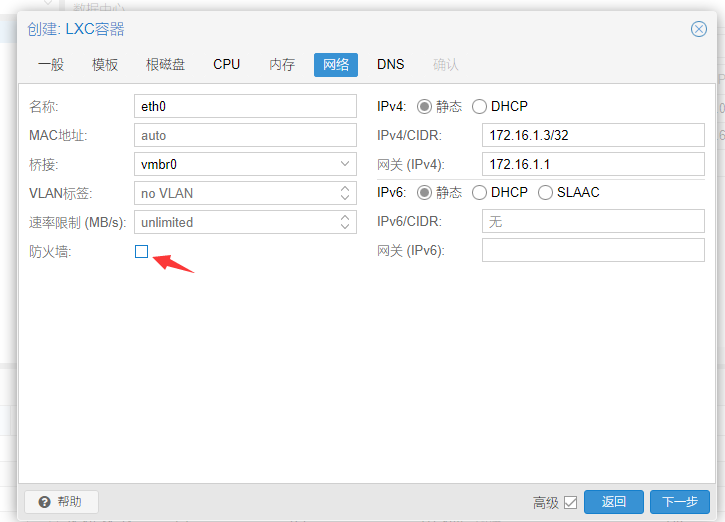 数据中心
创建: LXC容器
一般 模板 根磁盘 CPU 内存 网络 DNS 确认
名称: eth0 IPv4: 静态 DHCP
MAC地址: auto IPv4/CIDR: 172.16.1.3/32
桥接: vmbr0 网关 (IPv4): 172.16.1.1
VLAN标签: no VLAN IPv6: 静态 DHCP SLAAC
速率限制 (MB/s): unlimited IPv6/CIDR: 无
防火墙: 网关 (IPv6):
帮助 高级 返回 下一步